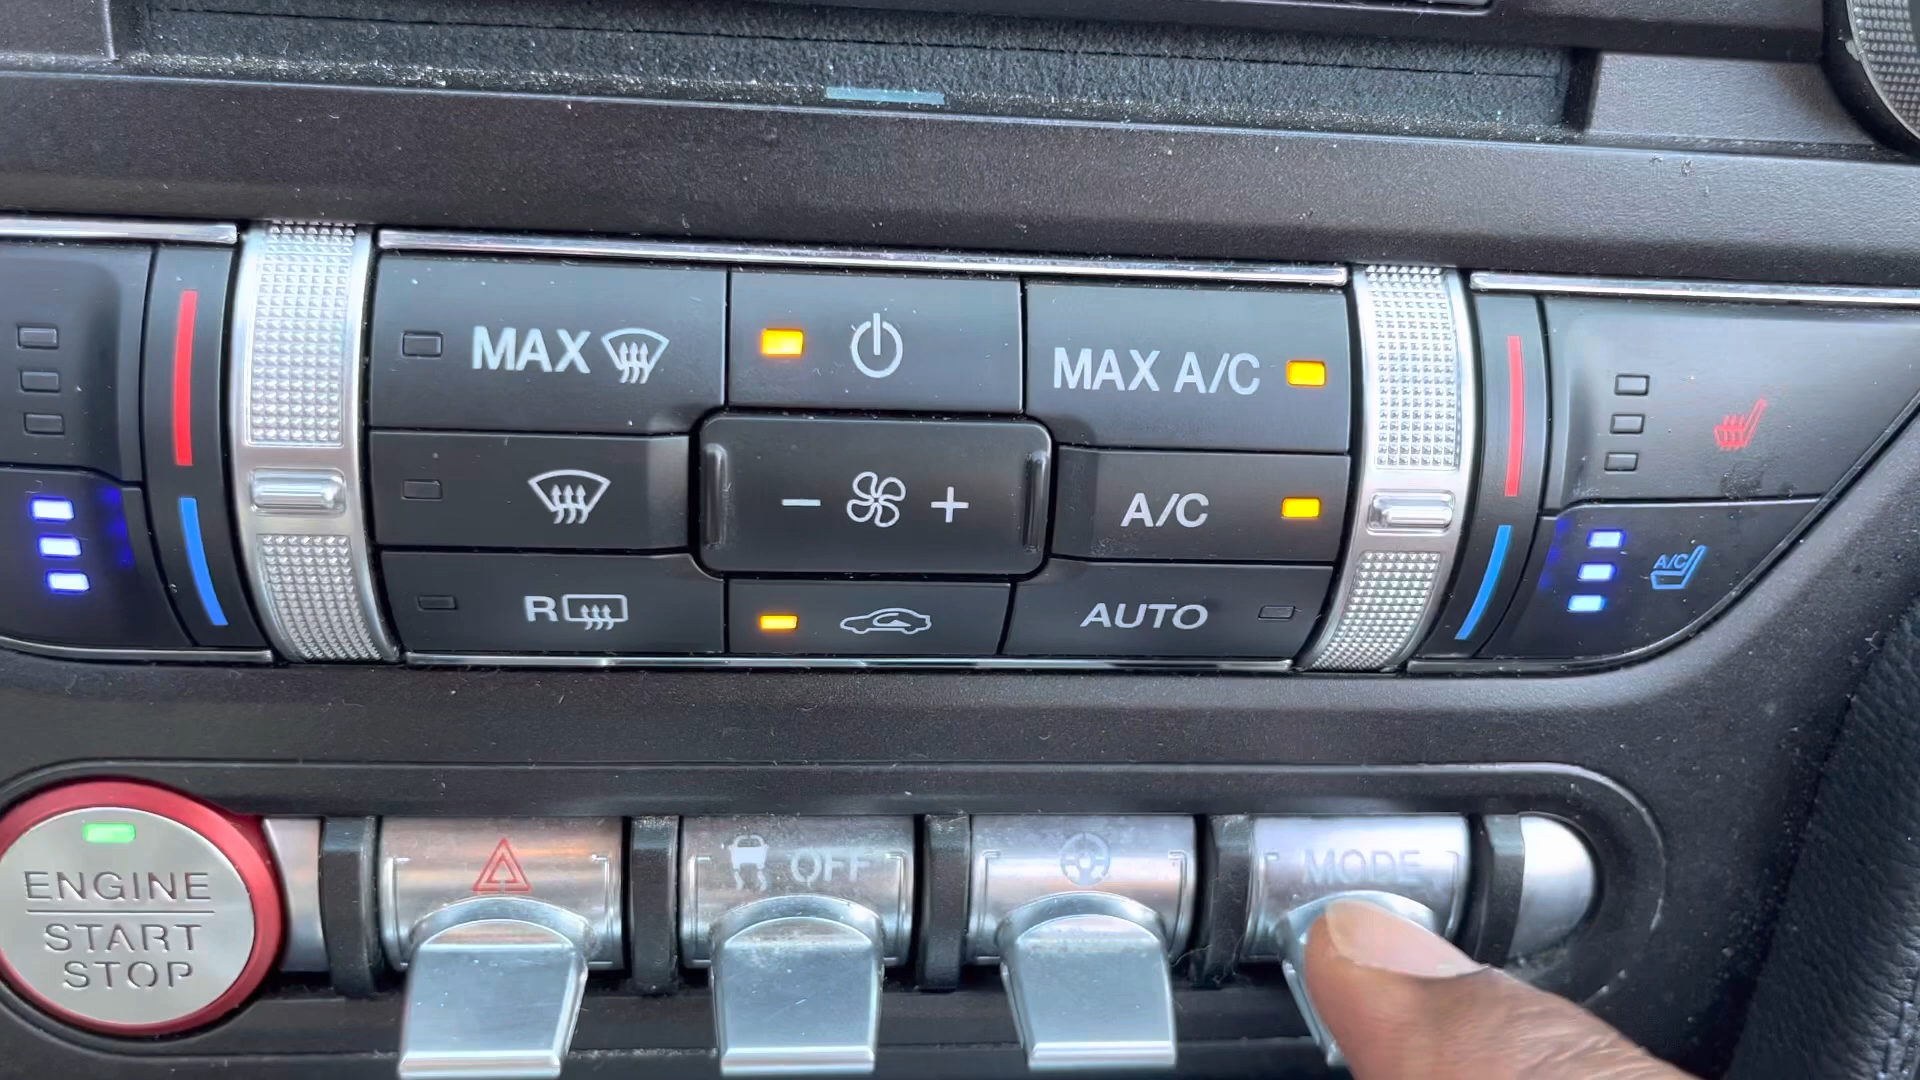 MAX
MAX A/C
A/C
A/C
R
AUTO
ENGINE
START
STOP
OFF
MODE